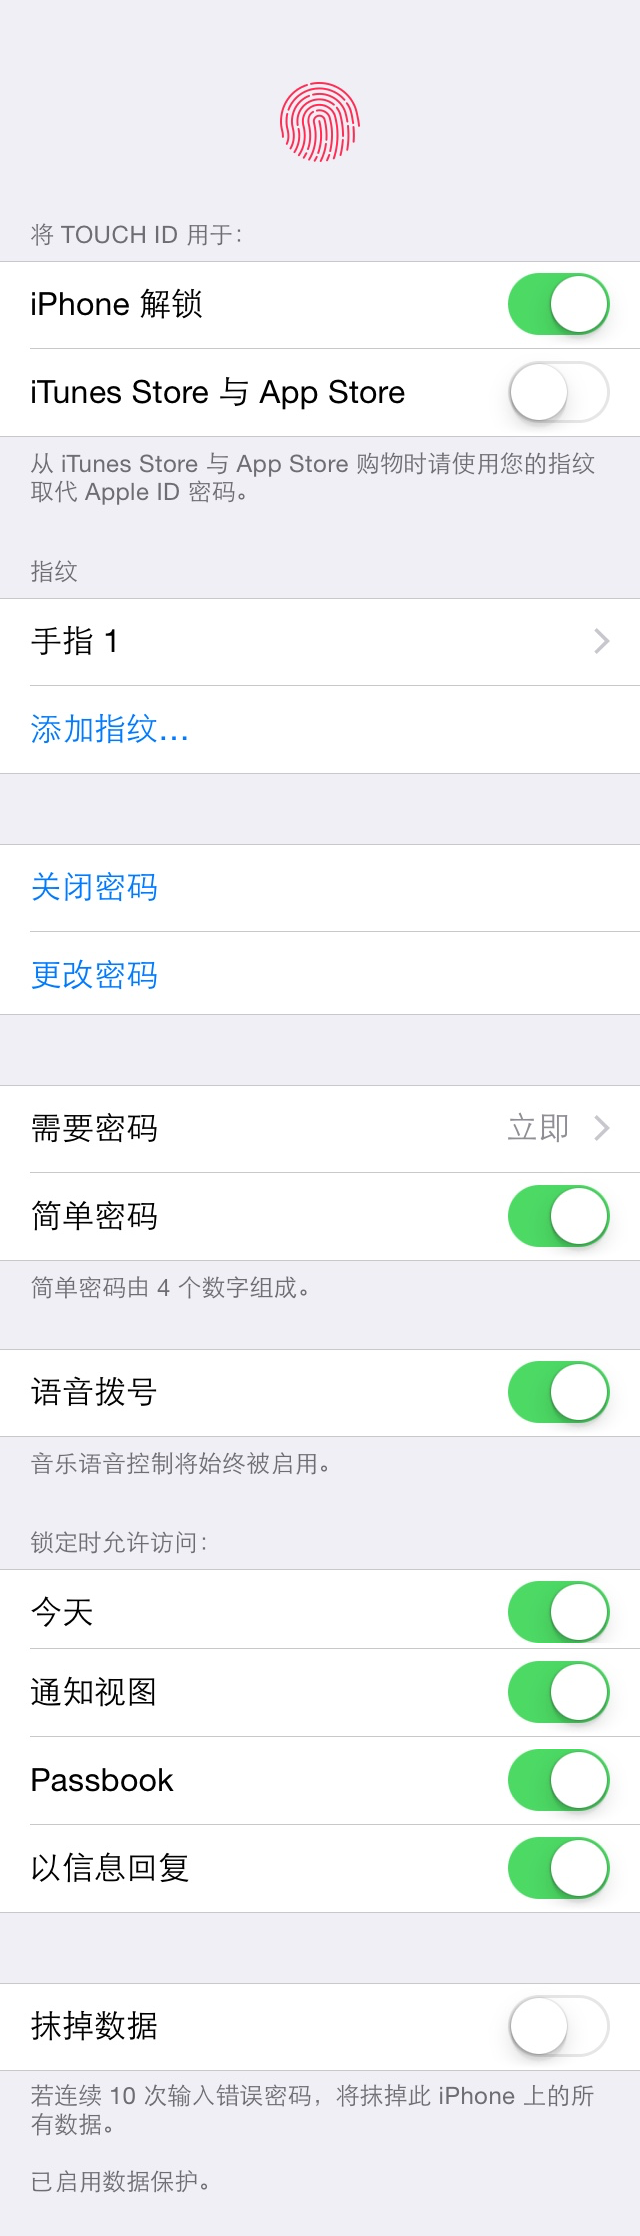 将 TOUCH ID 用于：
iPhone 解锁
iTunes Store 与 App Store
从 iTunes Store 与 App Store 购物时请使用您的指纹
取代 Apple ID 密码。
指纹
手指 1
添加指纹...
关闭密码
更改密码
需要密码 立即
简单密码
简单密码由 4 个数字组成。
语音拨号
音乐语音控制将始终被启用。
锁定时允许访问：
今天
通知视图
Passbook
以信息回复
抹掉数据
若连续 10 次输入错误密码，将抹掉此 iPhone 上的所
有数据。
已启用数据保护。